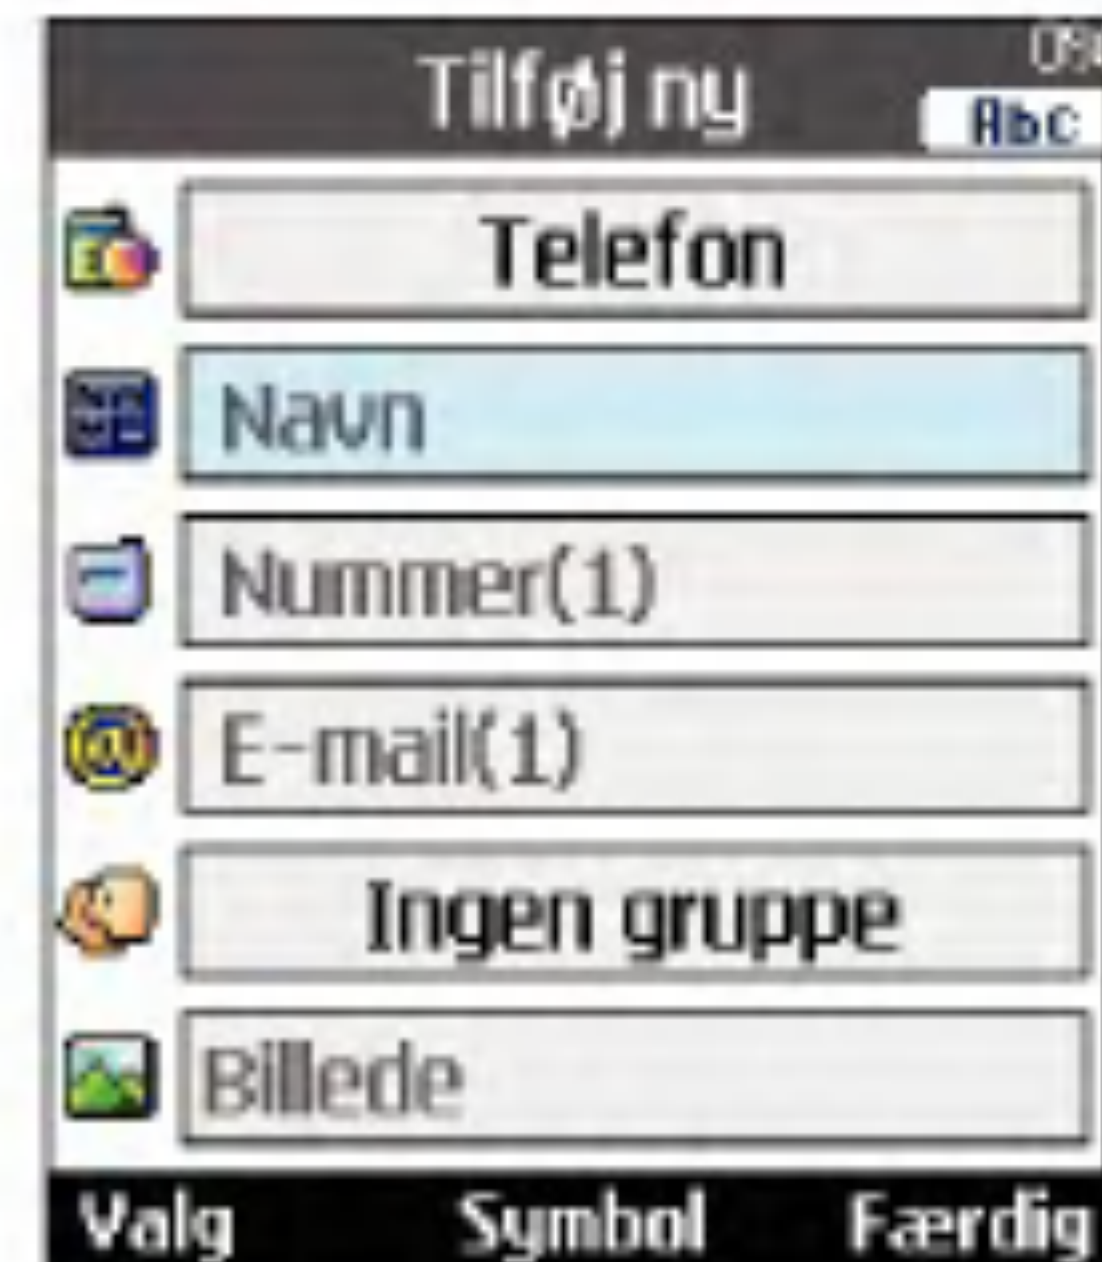 Tilføj ny
Abc
Telefon
Navn
Nummer(1)
E-mail(1)
Ingen gruppe
Billede
Valg Symbol Færdig